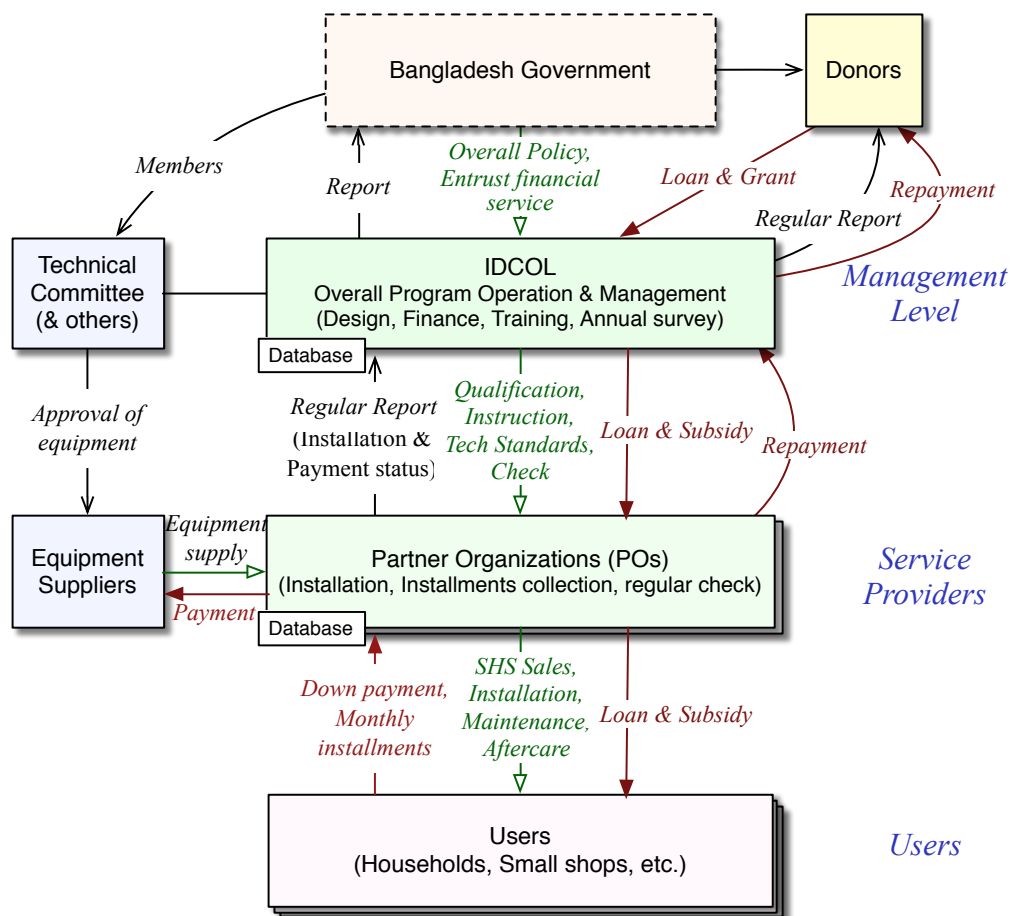 Bangladesh Government
Donors
Members
Report
Overall Policy,
Entrust financial
service
Loan & Grant
Repayment
Regular Report
Technical
Committee
(& others)
IDCOL
Overall Program Operation & Management
(Design, Finance, Training, Annual survey)
Database
Management
Level
Approval of
equipment
Regular Report
(Installation &
Payment status)
Qualification,
Instruction,
Tech Standards,
Check
Loan & Subsidy
Repayment
Equipment
supply
Equipment
Suppliers
Payment
Partner Organizations (POs)
(Installation, Installments collection, regular check)
Database
Service
Providers
Down payment,
Monthly
installments
SHS Sales,
Installation,
Maintenance,
Aftercare
Loan & Subsidy
Users
(Households, Small shops, etc.)
Users